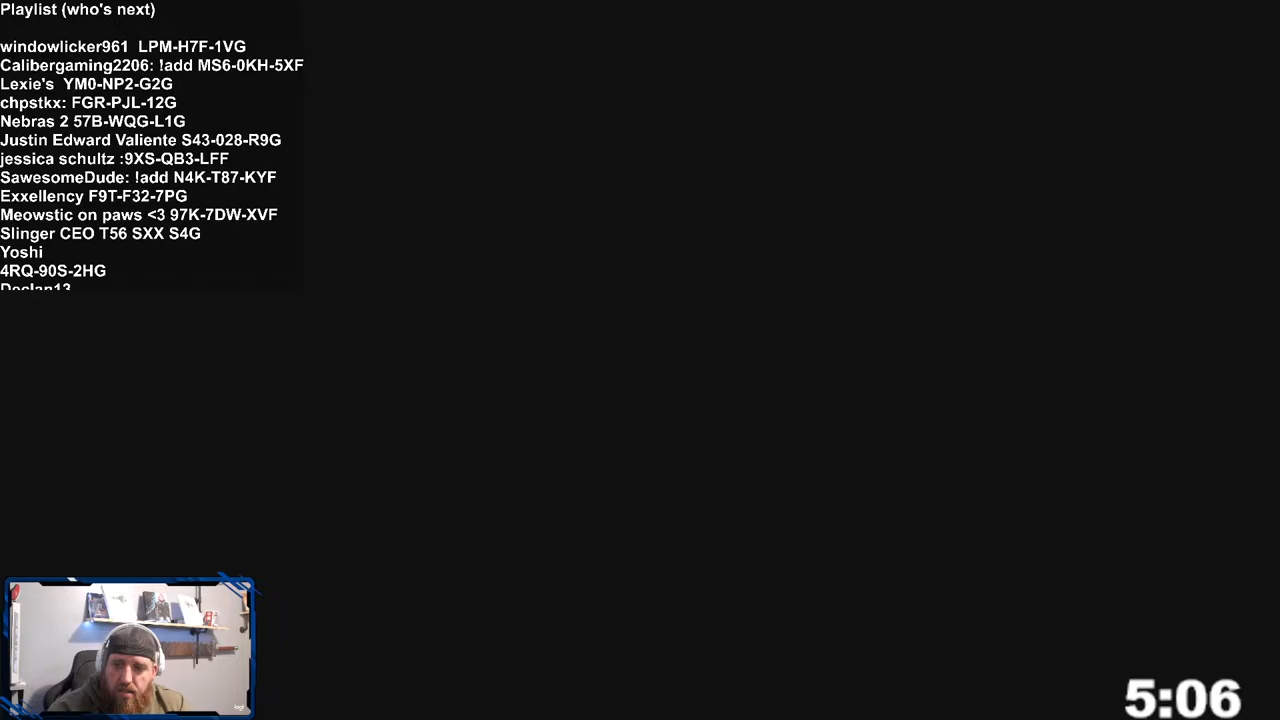 Playlist (who's next)
windowlicker961  LPM-H7F-1VG
Calibergaming2206: !add MS6-0KH-5XF
Lexie's  YM0-NP2-G2G
chpstkx: FGR-PJL-12G
Nebras 2 57B-WQG-L1G
Justin Edward Valiente S43-028-R9G
jessica schultz :9XS-QB3-LFF
SawesomeDude: !add N4K-T87-KYF
Exxellency F9T-F32-7PG
Meowstic on paws <3 97K-7DW-XVF
Slinger CEO T56 SXX S4G
Yoshi
4RQ-90S-2HG
Declan13
logi
5:06